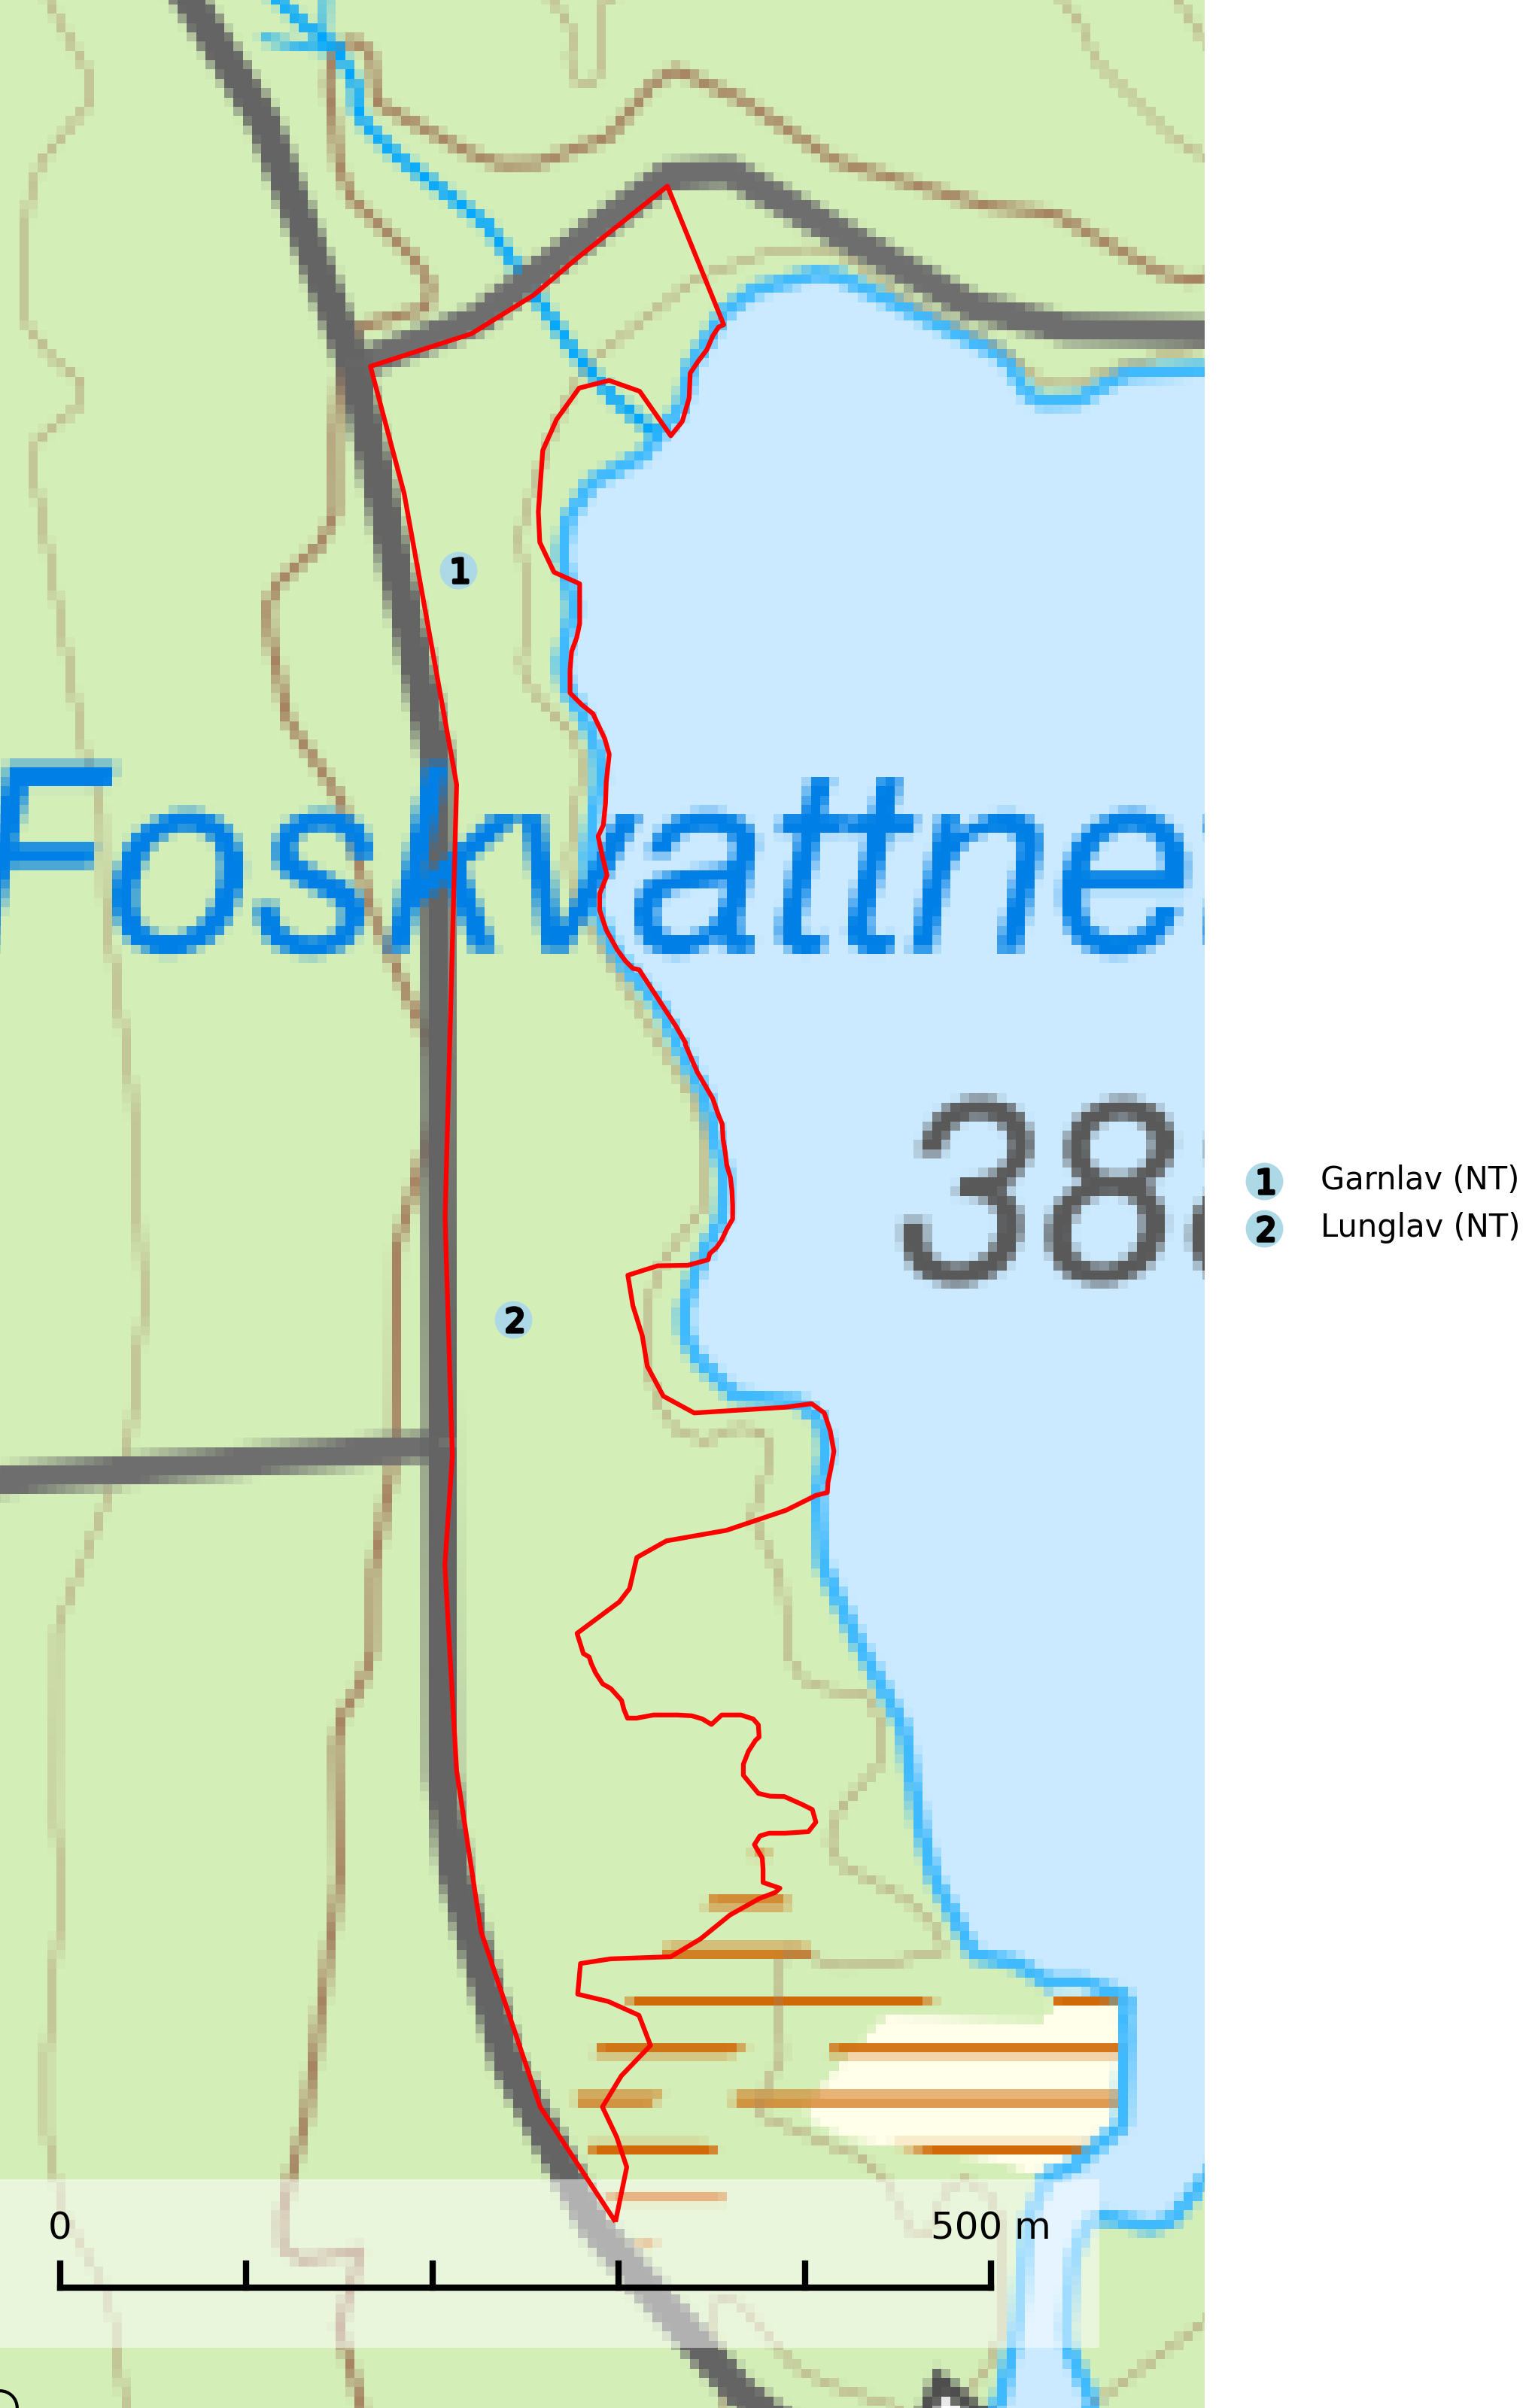 Foskvattne
38
1
2
1 Garnlav (NT)
2 Lunglav (NT)
0 500 m